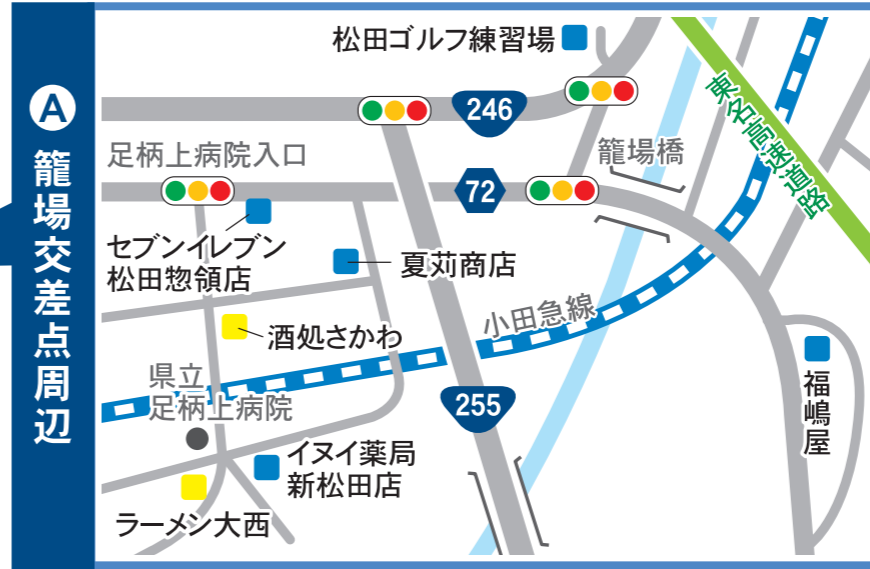 A
籠場交差点周辺
松田ゴルフ練習場
246
東名高速道路
足柄上病院入口
籠場橋
72
セブンイレブン
松田惣領店
夏苅商店
小田急線
酒処さかわ
県立
足柄上病院
255
福嶋屋
イヌイ薬局
新松田店
ラーメン大西